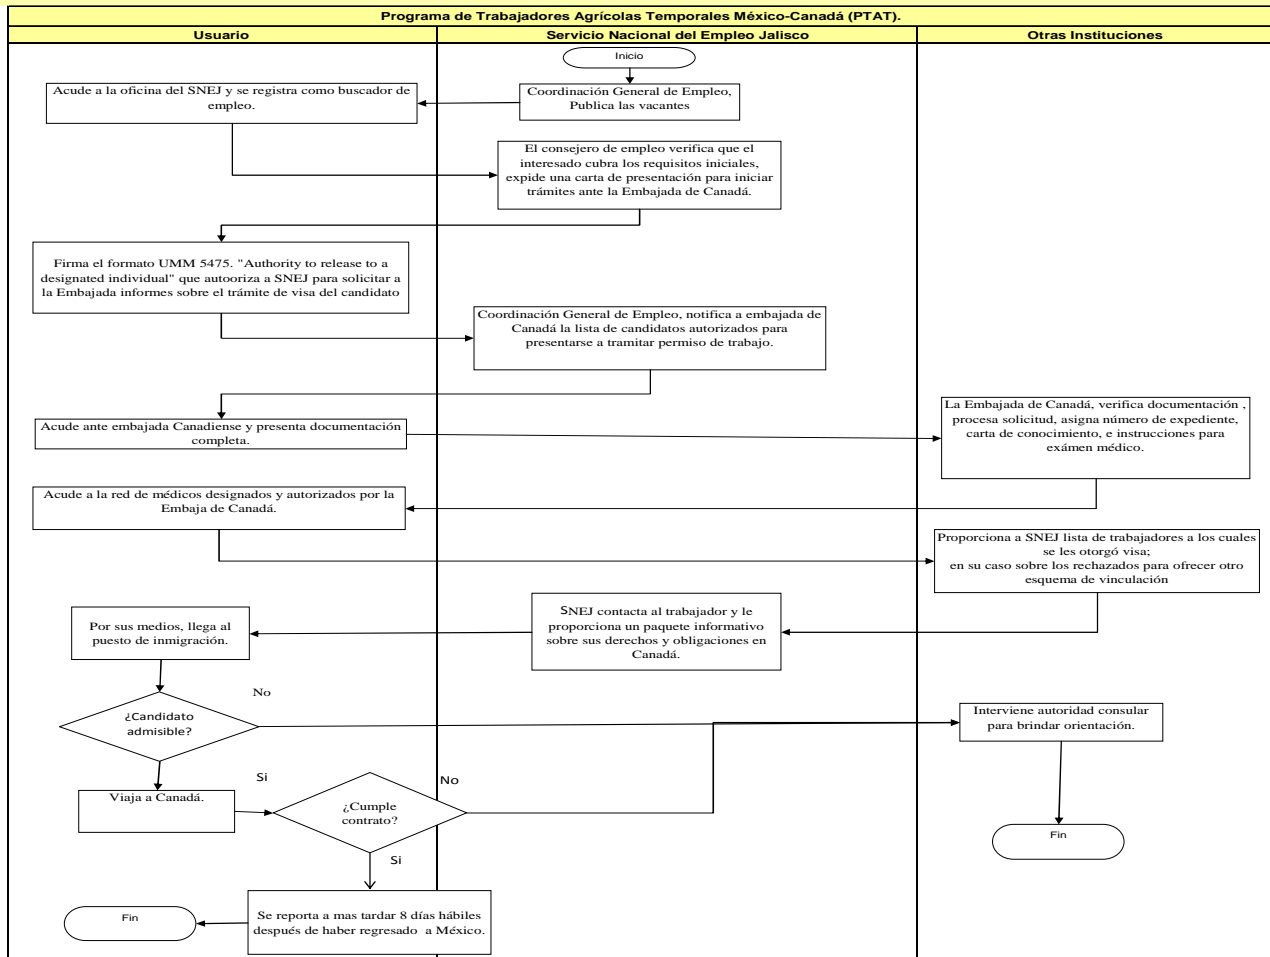 Programa de Trabajadores Agrícolas Temporales México-Canadá (PTAT).
Usuario
Servicio Nacional del Empleo Jalisco
Otras Instituciones
Inicio
Coordinación General de Empleo,
Publica las vacantes
Acude a la oficina del SNEJ y se registra como buscador de
empleo.
El consejero de empleo verifica que el
interesado cubra los requisitos iniciales,
expide una carta de presentación para iniciar
trámites ante la Embajada de Canadá.
Firma el formato UMM 5475. "Authority to release to a
designated individual" que autooriza a SNEJ para solicitar a
la Embajada informes sobre el trámite de visa del candidato
Coordinación General de Empleo, notifica a embajada de
Canadá la lista de candidatos autorizados para
presentarse a tramitar permiso de trabajo.
Acude ante embajada Canadiense y presenta documentación
completa.
La Embajada de Canadá, verifica documentación ,
procesa solicitud, asigna número de expediente,
carta de conocimiento, e instrucciones para
exámen médico.
Acude a la red de médicos designados y autorizados por la
Embaja de Canadá.
Proporciona a SNEJ lista de trabajadores a los cuales
se les otorgó visa;
en su caso sobre los rechazados para ofrecer otro
esquema de vinculación
SNEJ contacta al trabajador y le
proporciona un paquete informativo
sobre sus derechos y obligaciones en
Canadá.
Por sus medios, llega al
puesto de inmigración.
No
¿Candidato
admisible?
Interviene autoridad consular
para brindar orientación.
Si
Viaja a Canadá.
No
¿Cumple
contrato?
Fin
Si
Se reporta a mas tardar 8 días hábiles
después de haber regresado a México.
Fin